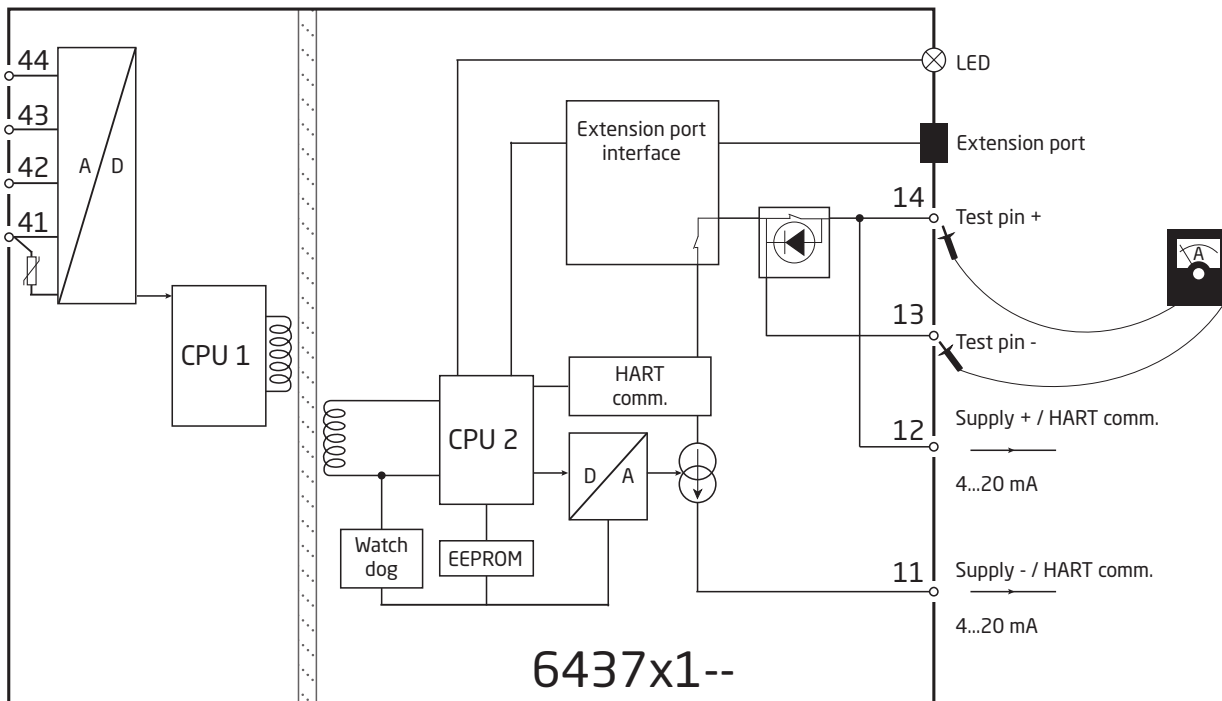 44
43
42
41
A
D
CPU 1
LED
Extension port
interface
Extension port
14
Test pin +
A
13
Test pin -
HART
comm.
CPU 2
D
A
12
Supply + / HART comm.
4...20 mA
Watch
dog
EEPROM
11
Supply - / HART comm.
4...20 mA
6437x1--